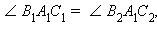 ∠ B₁A₁C₁ = ∠ B₂A₁C₂,